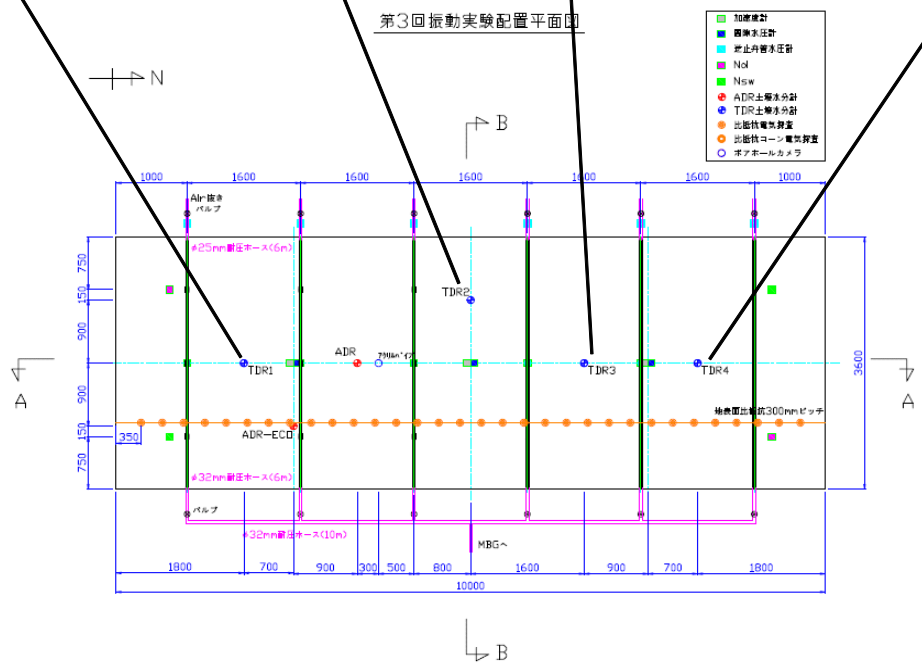 第3回振動実験配置平面図
加速度計
間隙水圧計
Nol
Nsw
ADR土壌水分計
TDR土壌水分計
比抵抗電気探査
比抵抗コーン電気探査
ボアホールカメラ
N
B
1000
1600
1600
1600
1600
1600
1000
Air抜き
バルブ
φ25mm耐圧ホース(6m)
750
150
900
900
150
750
3600
TDR2
ADR
アクリルパイプ
TDR1
TDR3
TDR4
A
A
地表面比抵抗300mmピッチ
350
ADR-ECO
φ32mm耐圧ホース(6m)
バルブ
φ32mm耐圧ホース(10m)
MBGへ
1800
700
900
300
500
800
1600
900
700
1800
10000
B